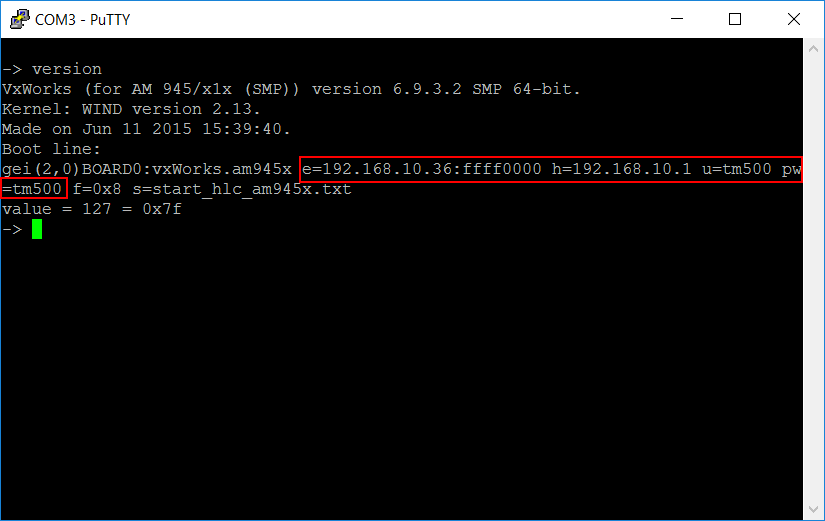 COM3 - PuTTY
-> version
VxWorks (for AM 945/x1x (SMP)) version 6.9.3.2 SMP 64-bit.
Kernel: WIND version 2.13.
Made on Jun 11 2015 15:39:40.
Boot line:
gei(2,0)BOARD0:vxWorks.am945x e=192.168.10.36:ffff0000 h=192.168.10.1 u=tm500 pw
=tm500 f=0x8 s=start_hlc_am945x.txt
value = 127 = 0x7f
->